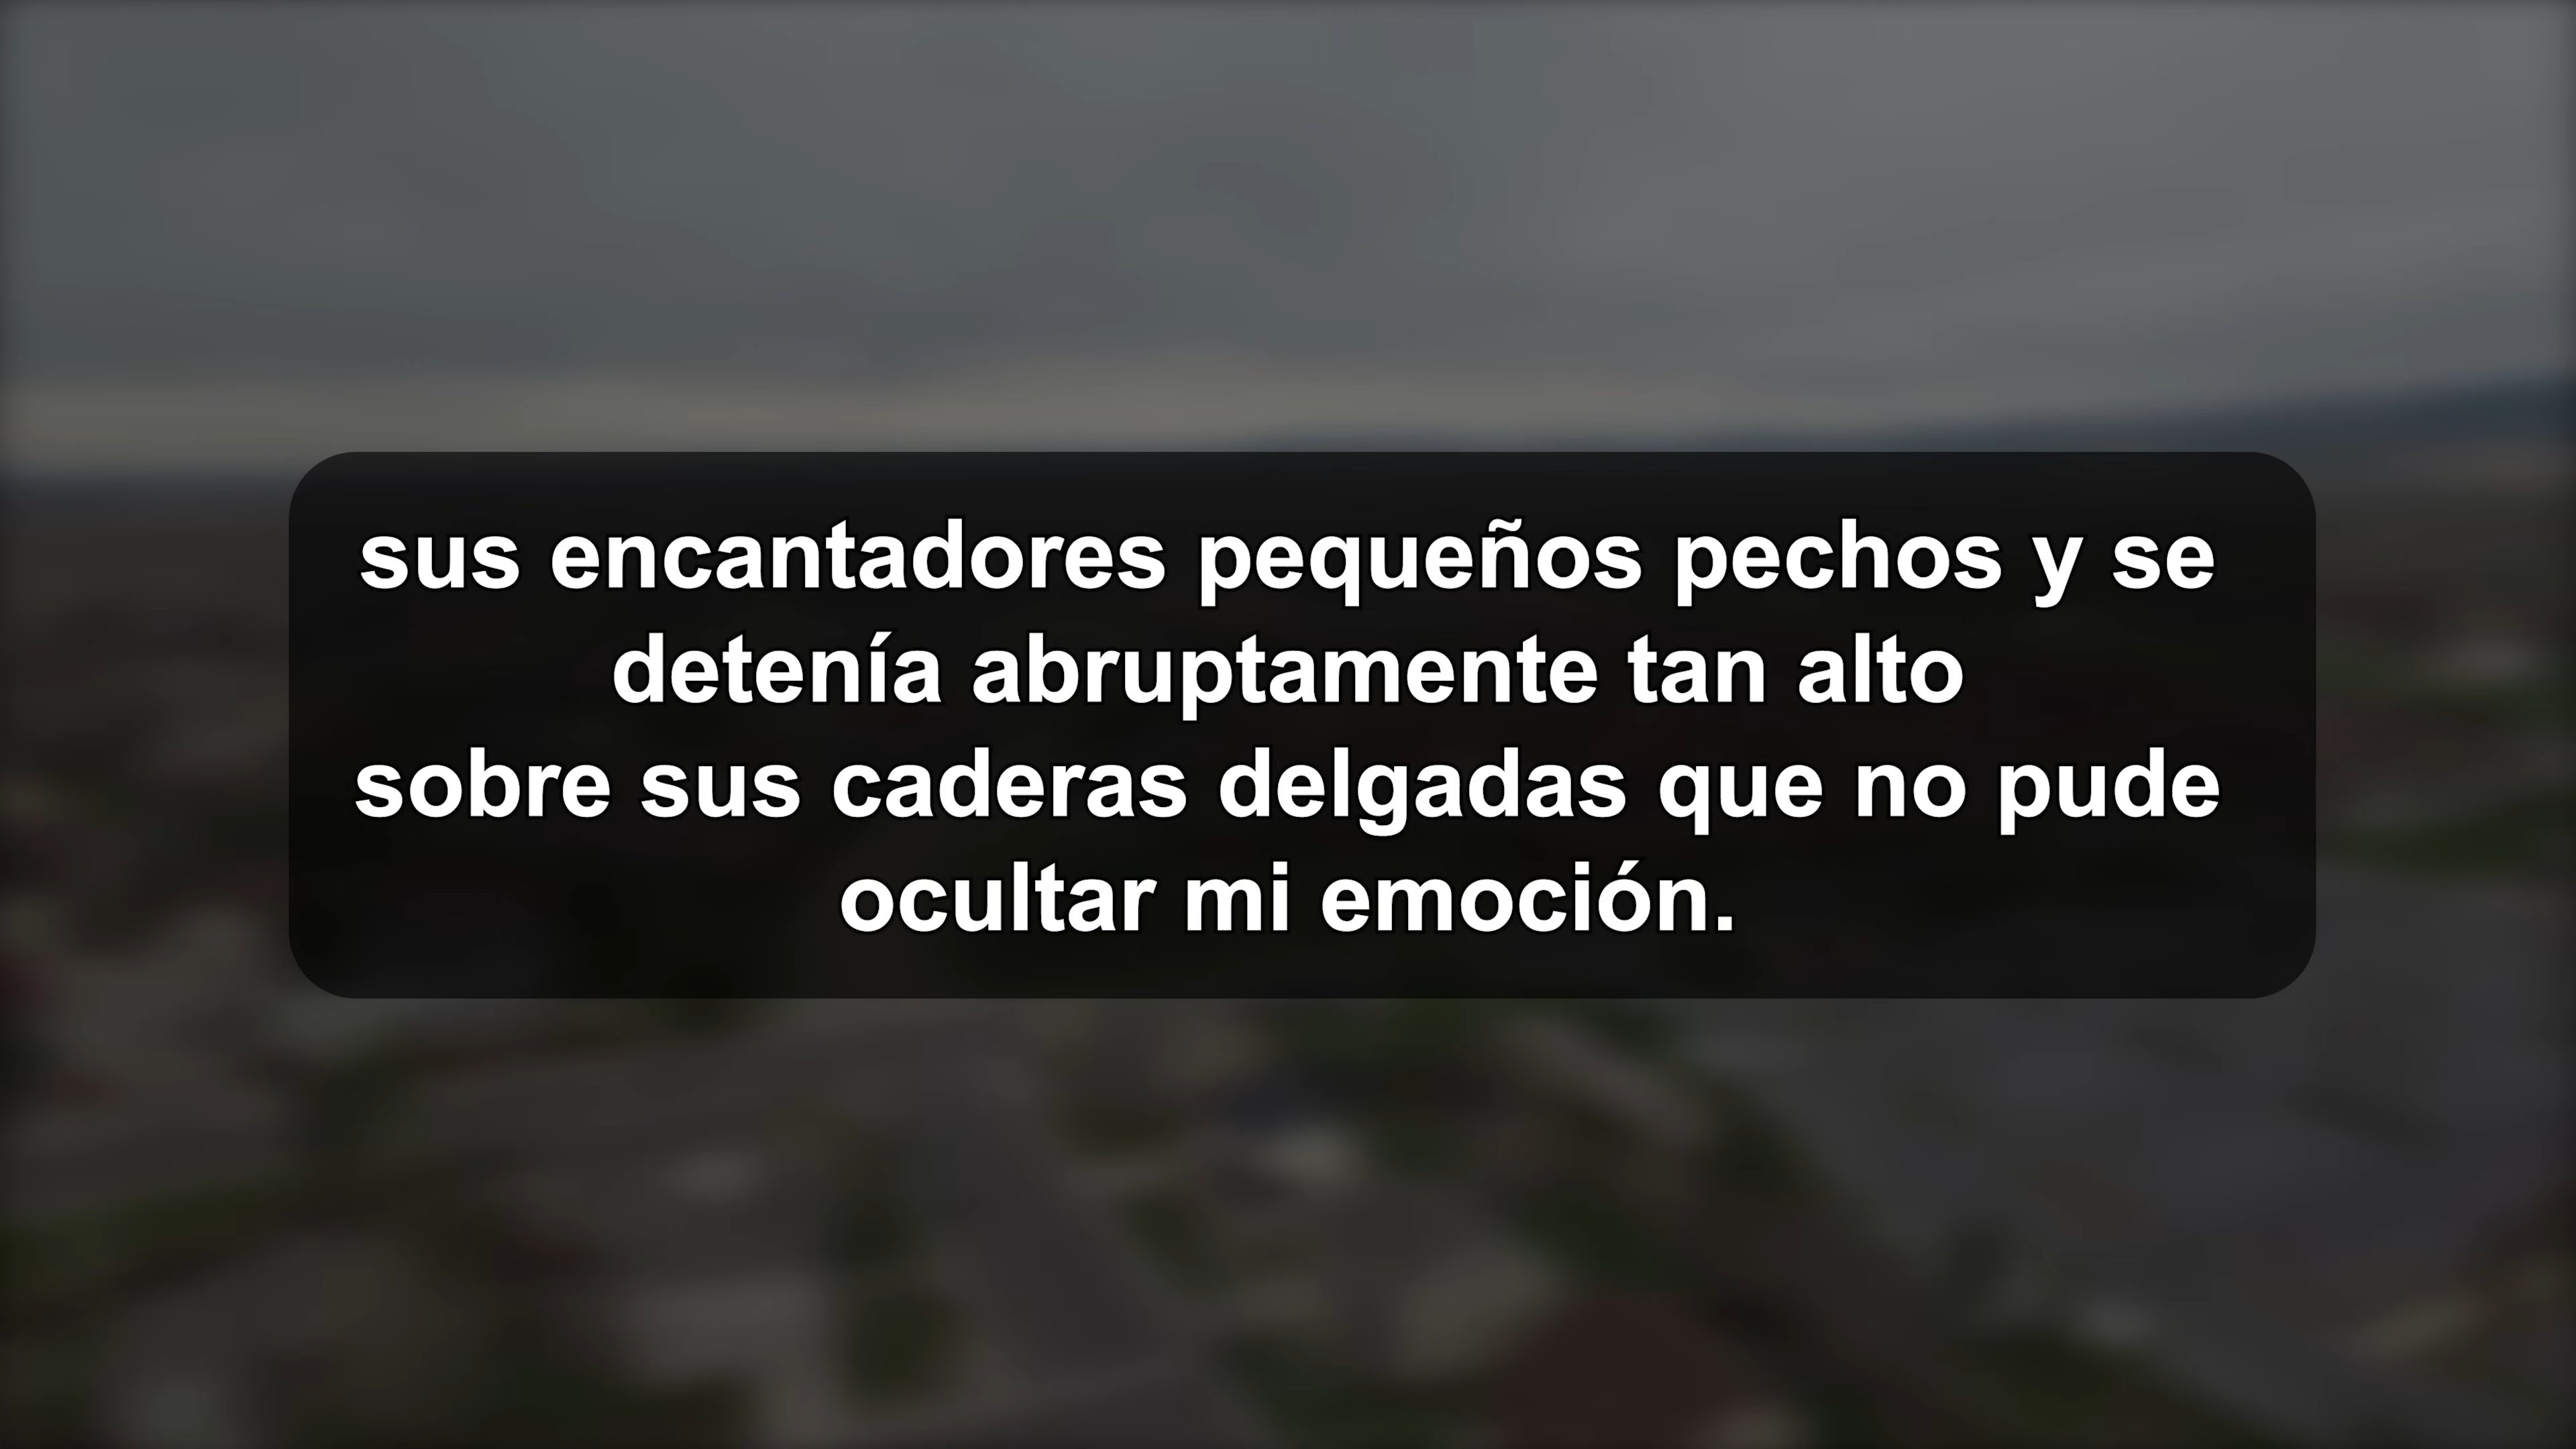 sus encantadores pequeños pechos y se
detenía abruptamente tan alto
sobre sus caderas delgadas que no pude
ocultar mi emoción.